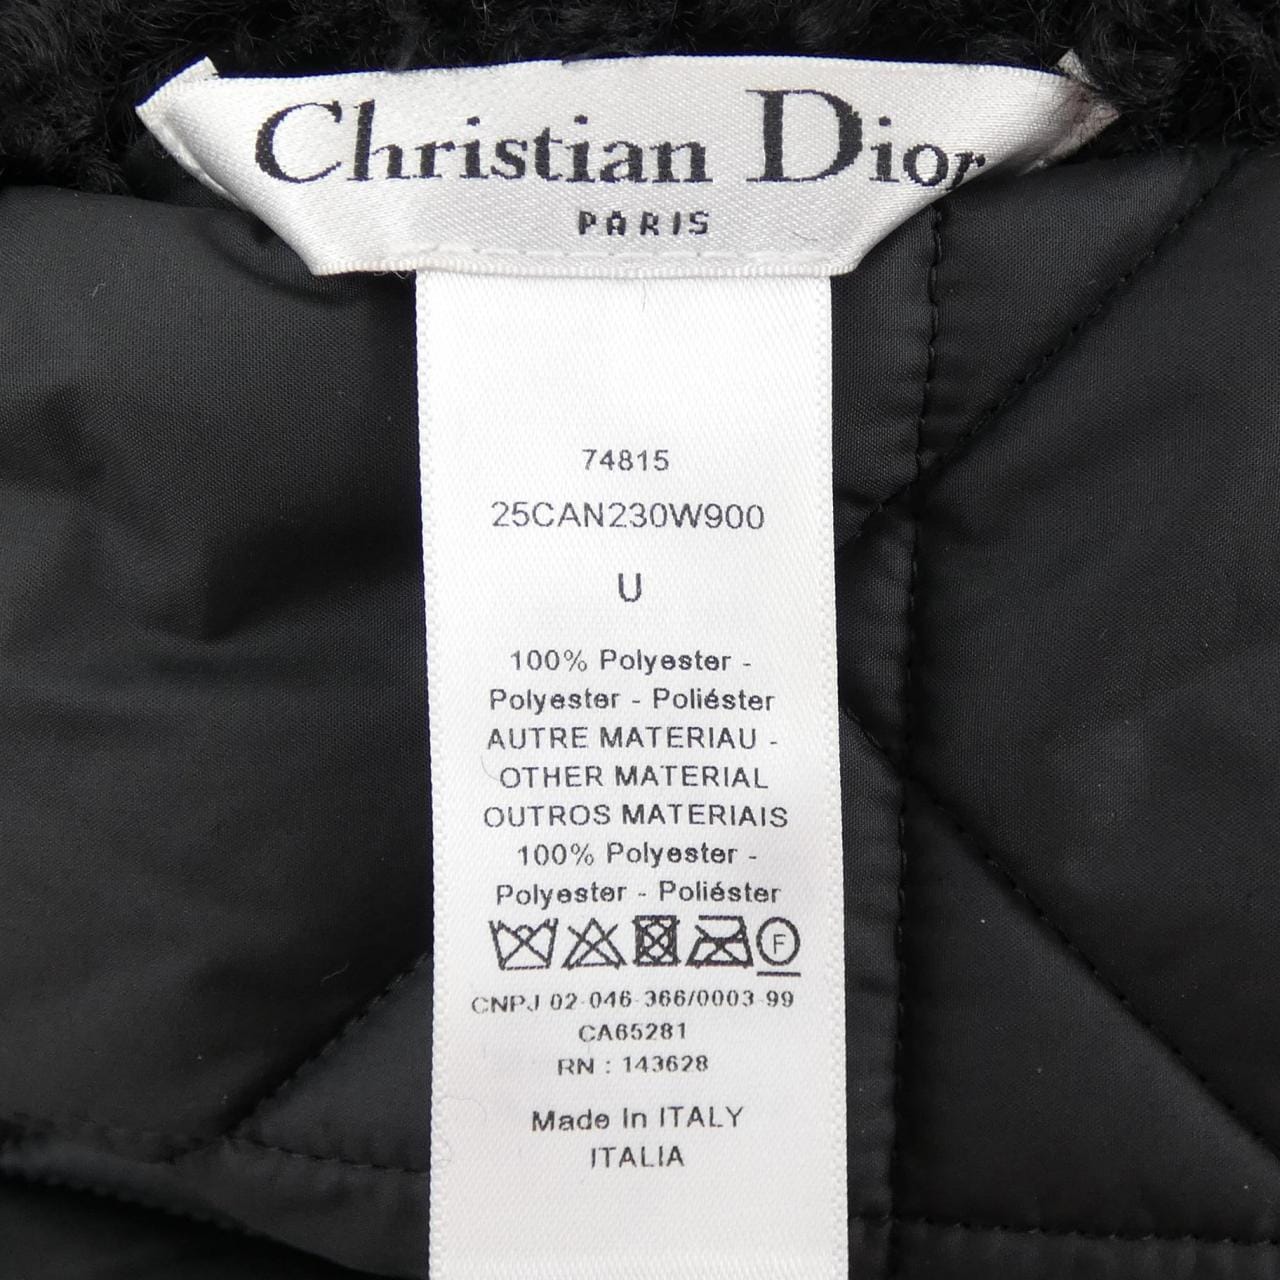 Christian Dior
PARIS
74815
25CAN230W900
U
100% Polyester -
Polyester - Poliéster
AUTRE MATERIAU -
OTHER MATERIAL
OUTROS MATERIAIS
100% Polyester -
Polyester - Poliéster
F
CNPJ 02-046-366/0003-99
CA65281
RN : 143628
Made In ITALY
ITALIA